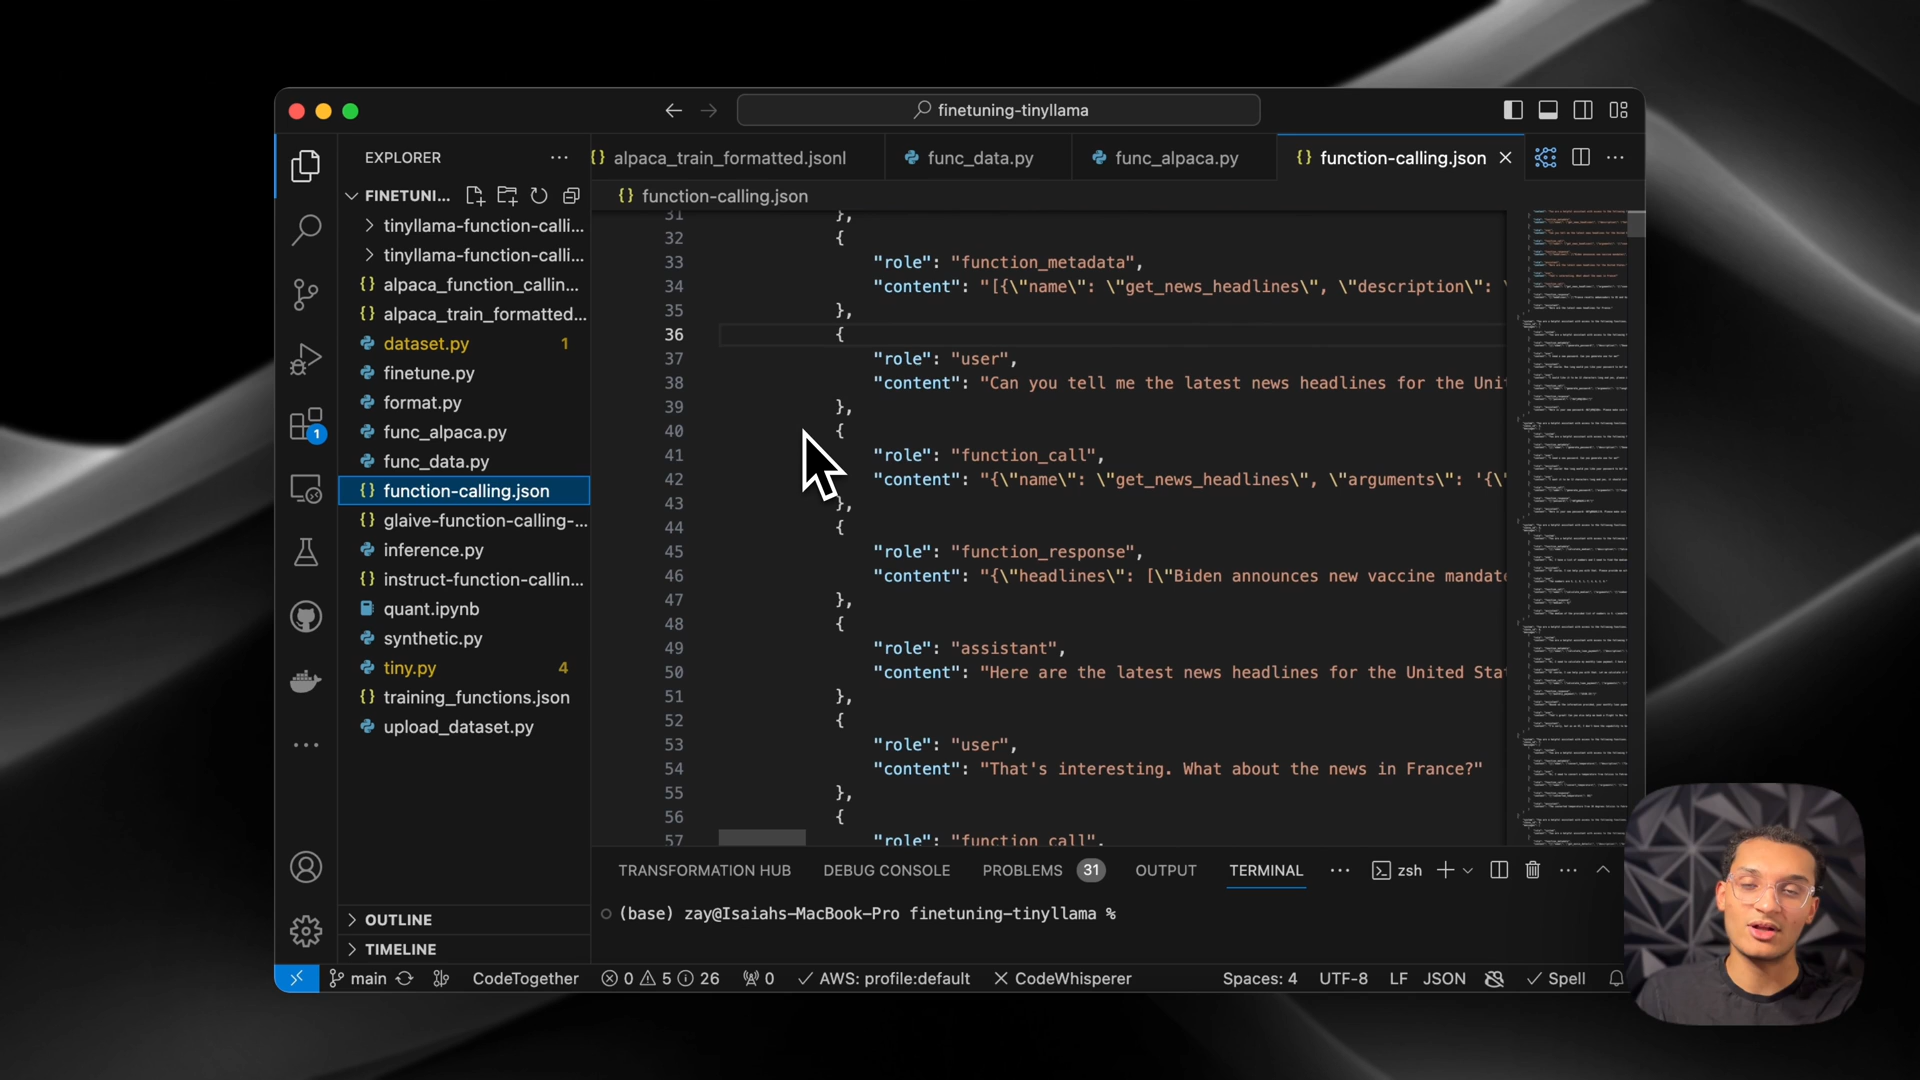 finetuning-tinyllama
EXPLORER
alpaca_train_formatted.jsonl
func_data.py
func_alpaca.py
function-calling.json
FINETUNI...
function-calling.json
tinyllama-function-calli...
tinyllama-function-calli...
alpaca_function_callin...
alpaca_train_formatted...
dataset.py 1
finetune.py
format.py
func_alpaca.py
func_data.py
function-calling.json
glaive-function-calling-...
inference.py
instruct-function-callin...
quant.ipynb
synthetic.py
tiny.py 4
training_functions.json
upload_dataset.py
OUTLINE
TIMELINE
1
31 },
32 {
33 "role": "function_metadata",
34 "content": "[{\"name\": \"get_news_headlines\", \"description\": \
35 },
36 {
37 "role": "user",
38 "content": "Can you tell me the latest news headlines for the Uni
39 },
40 {
41 "role": "function_call",
42 "content": "{\"name\": \"get_news_headlines\", \"arguments\": '{\"
43 },
44 {
45 "role": "function_response",
46 "content": "{\"headlines\": [\"Biden announces new vaccine mandate
47 },
48 {
49 "role": "assistant",
50 "content": "Here are the latest news headlines for the United Stat
51 },
52 {
53 "role": "user",
54 "content": "That's interesting. What about the news in France?"
55 },
56 {
57 "role": "function_call",
TRANSFORMATION HUB DEBUG CONSOLE PROBLEMS 31 OUTPUT TERMINAL zsh
(base) zay@Isaiahs-MacBook-Pro finetuning-tinyllama %
main CodeTogether 0 5 26 0 AWS: profile:default CodeWhisperer Spaces: 4 UTF-8 LF JSON Spell